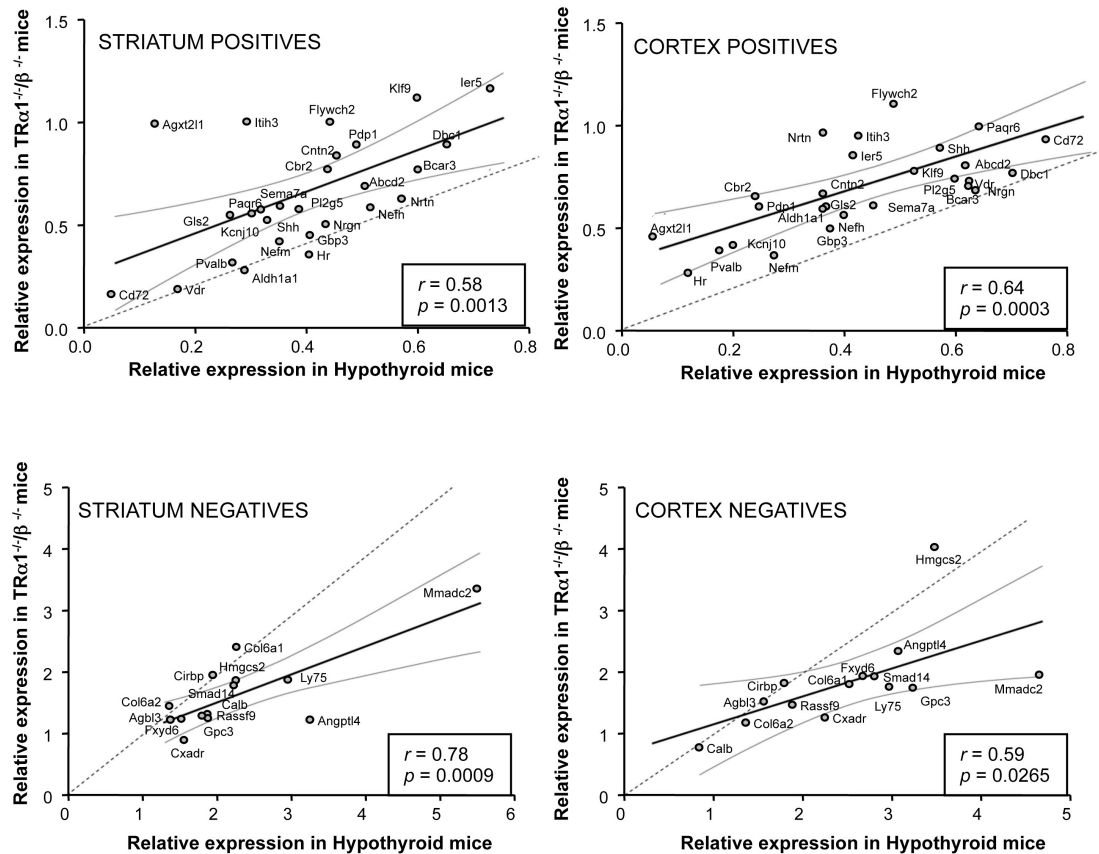 STRIATUM POSITIVES
Relative expression in TRα1-/-/β -/- mice
1.5
1.0
0.5
0.0
Ier5
Klf9
Agxt2l1
Itih3
Flywch2
Pdp1
Dbc1
Cntn2
Cbr2
Bcar3
Abcd2
Sema7a
Paqr6
Pl2g5
Nrtn
Gls2
Nefh
Kcnj10
Shh
Nrgn
Gbp3
Nefm
Hr
Pvalb
Aldh1a1
Cd72
Vdr
r = 0.58
p = 0.0013
0.0 0.2 0.4 0.6 0.8
Relative expression in Hypothyroid mice
CORTEX POSITIVES
Relative expression in TRα1-/-/β -/- mice
1.5
1.0
0.5
0.0
Flywch2
Nrtn
Itih3
Paqr6
Cd72
Ier5
Shh
Abcd2
Klf9
Dbc1
Cbr2
Cntn2
Pl2g5
Vdr
Nrgn
Bcar3
Pdp1
Gls2
Sema7a
Aldh1a1
Agxt2l1
Nefh
Gbp3
Kcnj10
Pvalb
Nefm
Hr
r = 0.64
p = 0.0003
0.0 0.2 0.4 0.6 0.8
Relative expression in Hypothyroid mice
STRIATUM NEGATIVES
Relative expression in TRα1-/-/β -/- mice
5
4
3
2
1
0
Mmadc2
Col6a1
Cirbp
Hmgcs2
Ly75
Smad14
Col6a2
Calb
Agbl3
Rassf9
Angptl4
Fxyd6
Gpc3
Cxadr
r = 0.78
p = 0.0009
0 1 2 3 4 5 6
Relative expression in Hypothyroid mice
CORTEX NEGATIVES
Relative expression in TRα1-/-/β -/- mice
5
4
3
2
1
0
Hmgcs2
Angptl4
Fxyd6
Cirbp
Col6a1
Smad14
Mmadc2
Agbl3
Rassf9
Ly75
Gpc3
Col6a2
Cxadr
Calb
r = 0.59
p = 0.0265
0 1 2 3 4 5
Relative expression in Hypothyroid mice